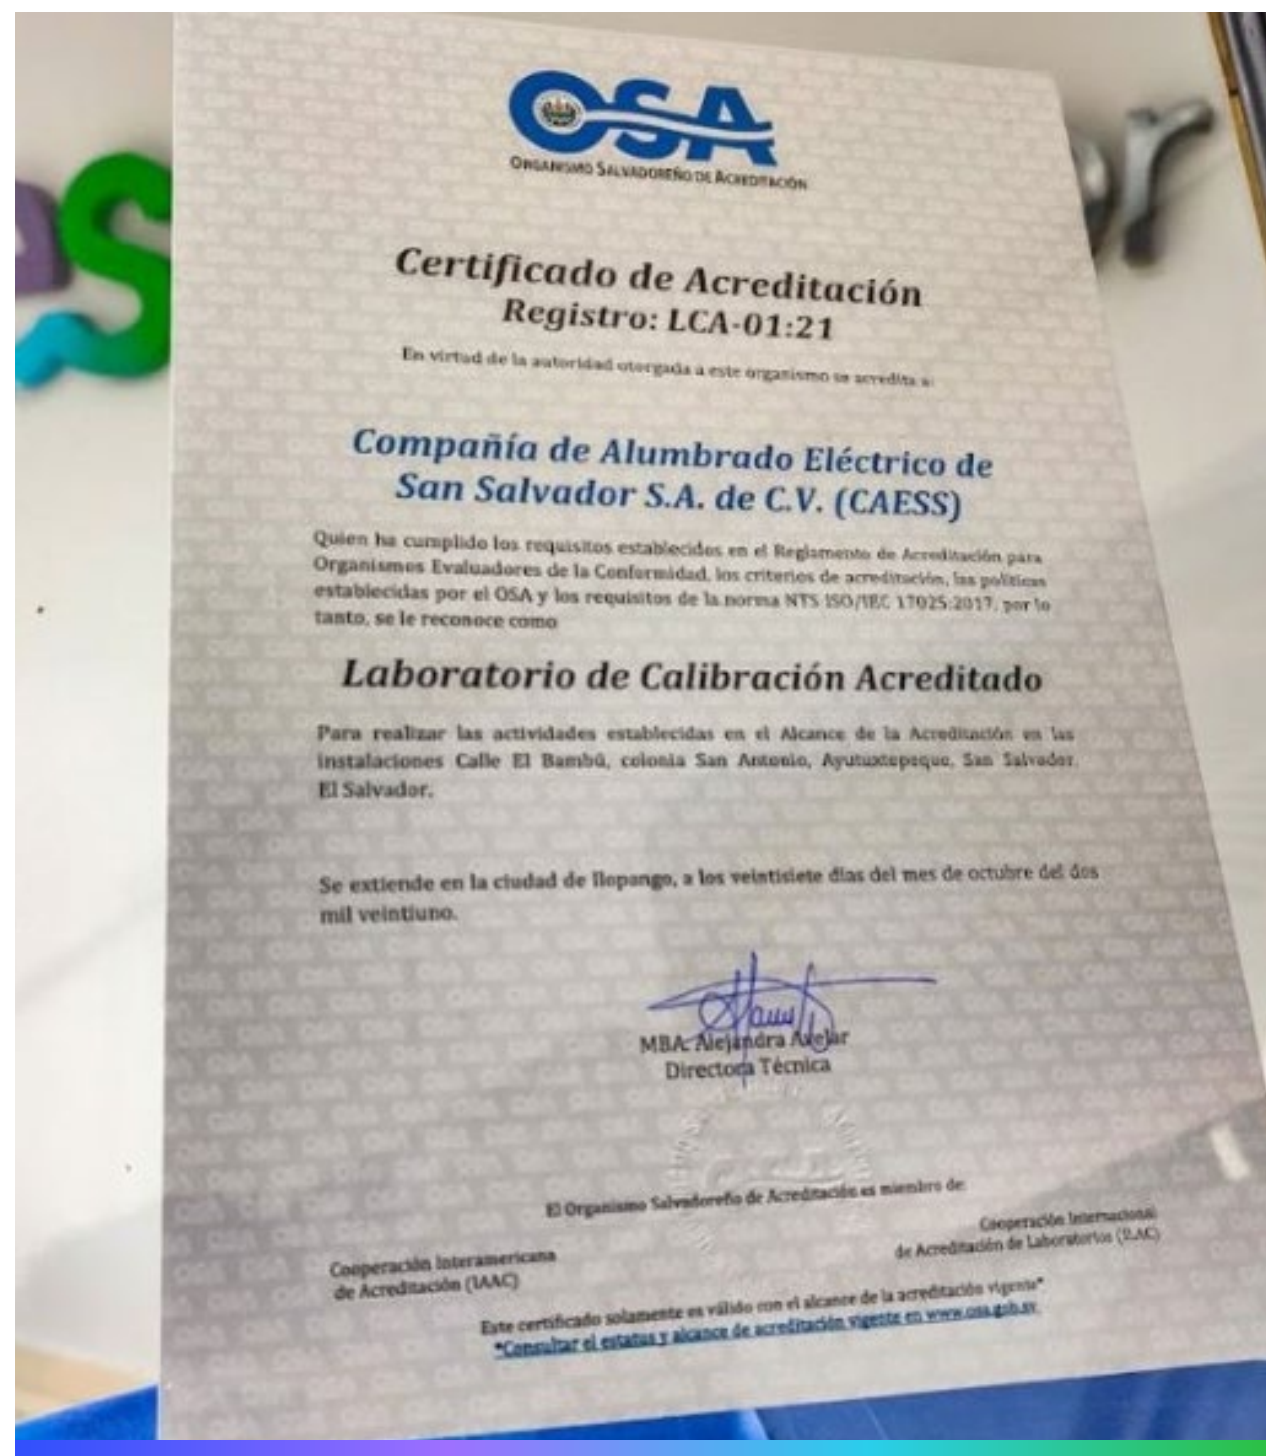 OSA
ORGANISMO SALVADOREÑO DE ACREDITACIÓN
Certificado de Acreditación
Registro: LCA-01:21
En virtud de la autoridad otorgada a este organismo se acredita a:
Compañía de Alumbrado Eléctrico de
San Salvador S.A. de C.V. (CAESS)
Quien ha cumplido los requisitos establecidos en el Reglamento de Acreditación para
Organismos Evaluadores de la Conformidad, los criterios de acreditación, las políticas
establecidas por el OSA y los requisitos de la norma NTS ISO/IEC 17025:2017, por lo
tanto, se le reconoce como
Laboratorio de Calibración Acreditado
Para realizar las actividades establecidas en el Alcance de la Acreditación en las
instalaciones Calle El Bambú, colonia San Antonio, Ayutuxtepeque, San Salvador,
El Salvador.
Se extiende en la ciudad de Ilopango, a los veintisiete días del mes de octubre del dos
mil veintiuno.
MBA. Alejandra Avelar
Directora Técnica
El Organismo Salvadoreño de Acreditación es miembro de:
Cooperación Interamericana
de Acreditación (IAAC)
Cooperación Internacional
de Acreditación de Laboratorios (ILAC)
Este certificado solamente es válido con el alcance de la acreditación vigente*
*Consultar el estatus y alcance de acreditación vigente en www.osa.gob.sv.